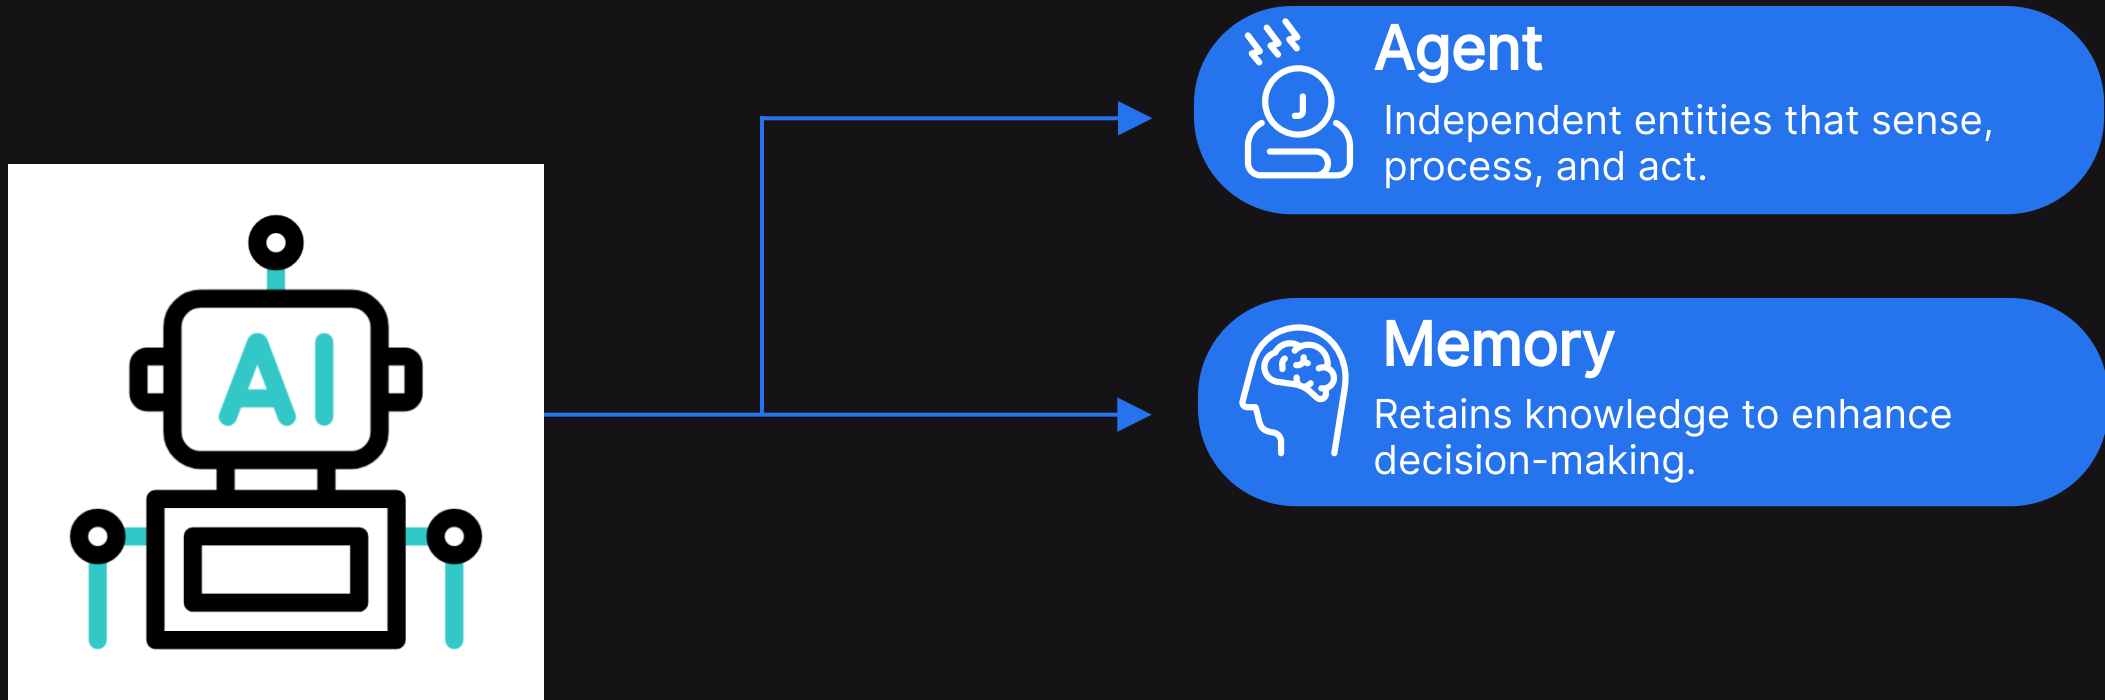 AI
Agent
Independent entities that sense,
process, and act.
Memory
Retains knowledge to enhance
decision-making.